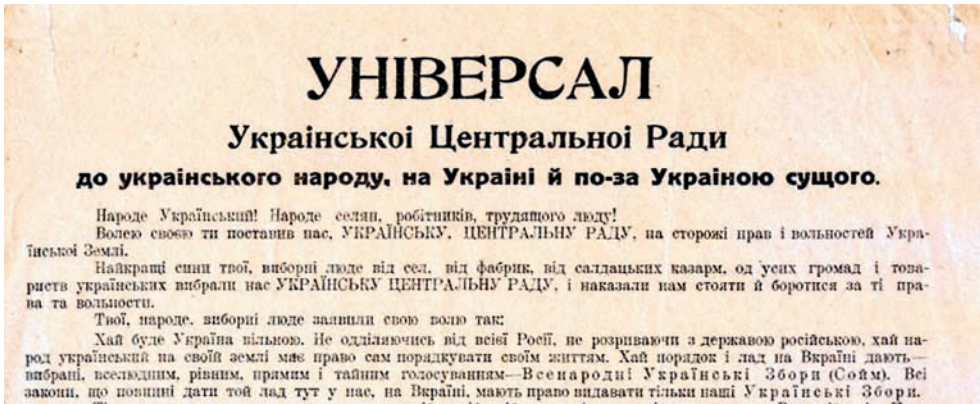 УНІВЕРСАЛ
Украінськоі Центральноі Ради
до украінського народу, на Украіні й по-за Украіною сущого.
Народе Український! Народе селян, робітників, трудящого люду!
Волею своєю ти поставив нас, УКРАЇНСЬКУ, ЦЕНТРАЛЬНУ РАДУ, на сторожі прав і вольностей Укра-
їнської Землі.
Найкращі сини твої, виборні люде від сел, від фабрик, від салдацьких казарм, од усих громад і това-
риств українських вибрали нас УКРАЇНСЬКУ ЦЕНТРАЛЬНУ РАДУ, і наказали нам стояти й боротися за ті пра-
ва та вольности.
Твої, народе, виборні люде заявили свою волю так:
Хай буде Україна вільною. Не одділяючись від всієї Росії, не розриваючи з державою російською, хай на-
род український на своїй землі має право сам порядкувати своїм життям. Хай порядок і лад на Вкраїні дають—
вибрані, вселюдним, рівним, прямим і тайним голосуванням—Всенародні Українські Збори (Сойм). Всі
закони, що повинні дати той лад тут у нас, на Вкраїні, мають право видавати тільки наші Українські Збори.